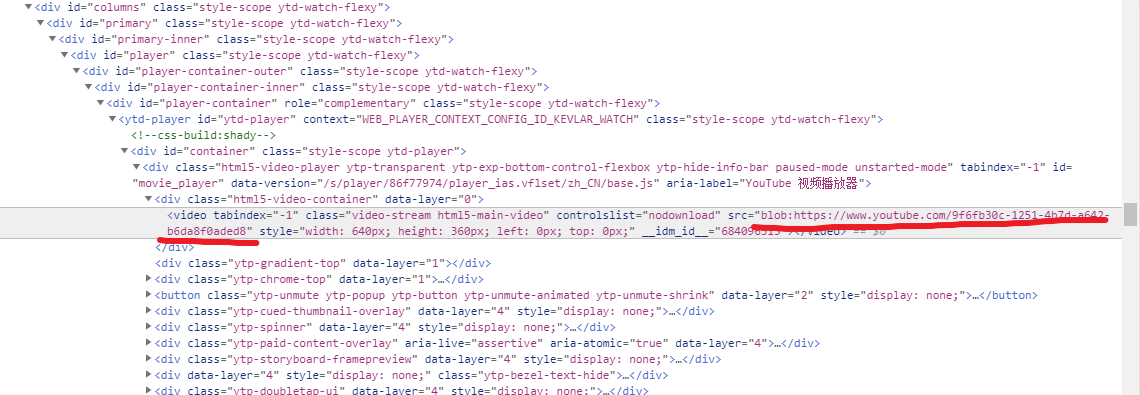 <div id="columns" class="style-scope ytd-watch-flexy">
<div id="primary" class="style-scope ytd-watch-flexy">
<div id="primary-inner" class="style-scope ytd-watch-flexy">
<div id="player" class="style-scope ytd-watch-flexy">
<div id="player-container-outer" class="style-scope ytd-watch-flexy">
<div id="player-container-inner" class="style-scope ytd-watch-flexy">
<div id="player-container" role="complementary" class="style-scope ytd-watch-flexy">
<ytd-player id="ytd-player" context="WEB_PLAYER_CONTEXT_CONFIG_ID_KEVLAR_WATCH" class="style-scope ytd-watch-flexy">
<!--css-build:shady-->
<div id="container" class="style-scope ytd-player">
<div class="html5-video-player ytp-transparent ytp-exp-bottom-control-flexbox ytp-hide-info-bar paused-mode unstarted-mode" tabindex="-1" id=
"movie_player" data-version="/s/player/86f77974/player_ias.vflset/zh_CN/base.js" aria-label="YouTube 视频播放器">
<div class="html5-video-container" data-layer="0">
<video tabindex="-1" class="video-stream html5-main-video" controlslist="nodownload" src="blob:https://www.youtube.com/9f6fb30c-1251-4b7d-a642-
b6da8f0aded8" style="width: 640px; height: 360px; left: 0px; top: 0px;" __idm_id__="684096515"></video> == $0
</div>
<div class="ytp-gradient-top" data-layer="1"></div>
<div class="ytp-chrome-top" data-layer="1">…</div>
<button class="ytp-unmute ytp-popup ytp-button ytp-unmute-animated ytp-unmute-shrink" data-layer="2" style="display: none;">…</button>
<div class="ytp-cued-thumbnail-overlay" data-layer="4" style="display: none;">…</div>
<div class="ytp-spinner" data-layer="4" style="display: none;">…</div>
<div class="ytp-paid-content-overlay" aria-live="assertive" aria-atomic="true" data-layer="4">…</div>
<div class="ytp-storyboard-framepreview" data-layer="4" style="display: none;">…</div>
<div data-layer="4" style="display: none;" class="ytp-bezel-text-hide">…</div>
<div class="ytp-doubletap-ui" data-layer="4" style="display: none;">…</div>